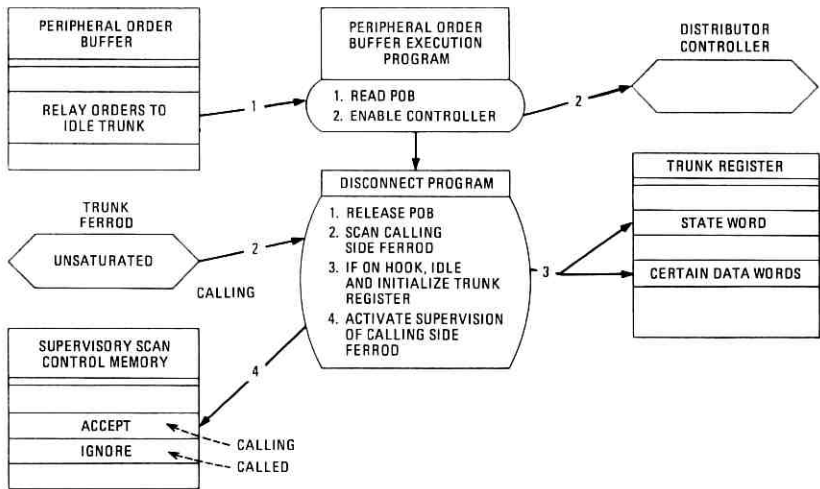 PERIPHERAL ORDER
BUFFER
RELAY ORDERS TO
IDLE TRUNK
1
PERIPHERAL ORDER
BUFFER EXECUTION
PROGRAM
1. READ POB
2. ENABLE CONTROLLER
2
DISTRIBUTOR
CONTROLLER
TRUNK
FERROD
UNSATURATED
2
CALLING
DISCONNECT PROGRAM
1. RELEASE POB
2. SCAN CALLING
SIDE FERROD
3. IF ON HOOK, IDLE
AND INITIALIZE TRUNK
REGISTER
4. ACTIVATE SUPERVISION
OF CALLING SIDE
FERROD
3
TRUNK REGISTER
STATE WORD
CERTAIN DATA WORDS
4
SUPERVISORY SCAN
CONTROL MEMORY
ACCEPT
IGNORE
CALLING
CALLED